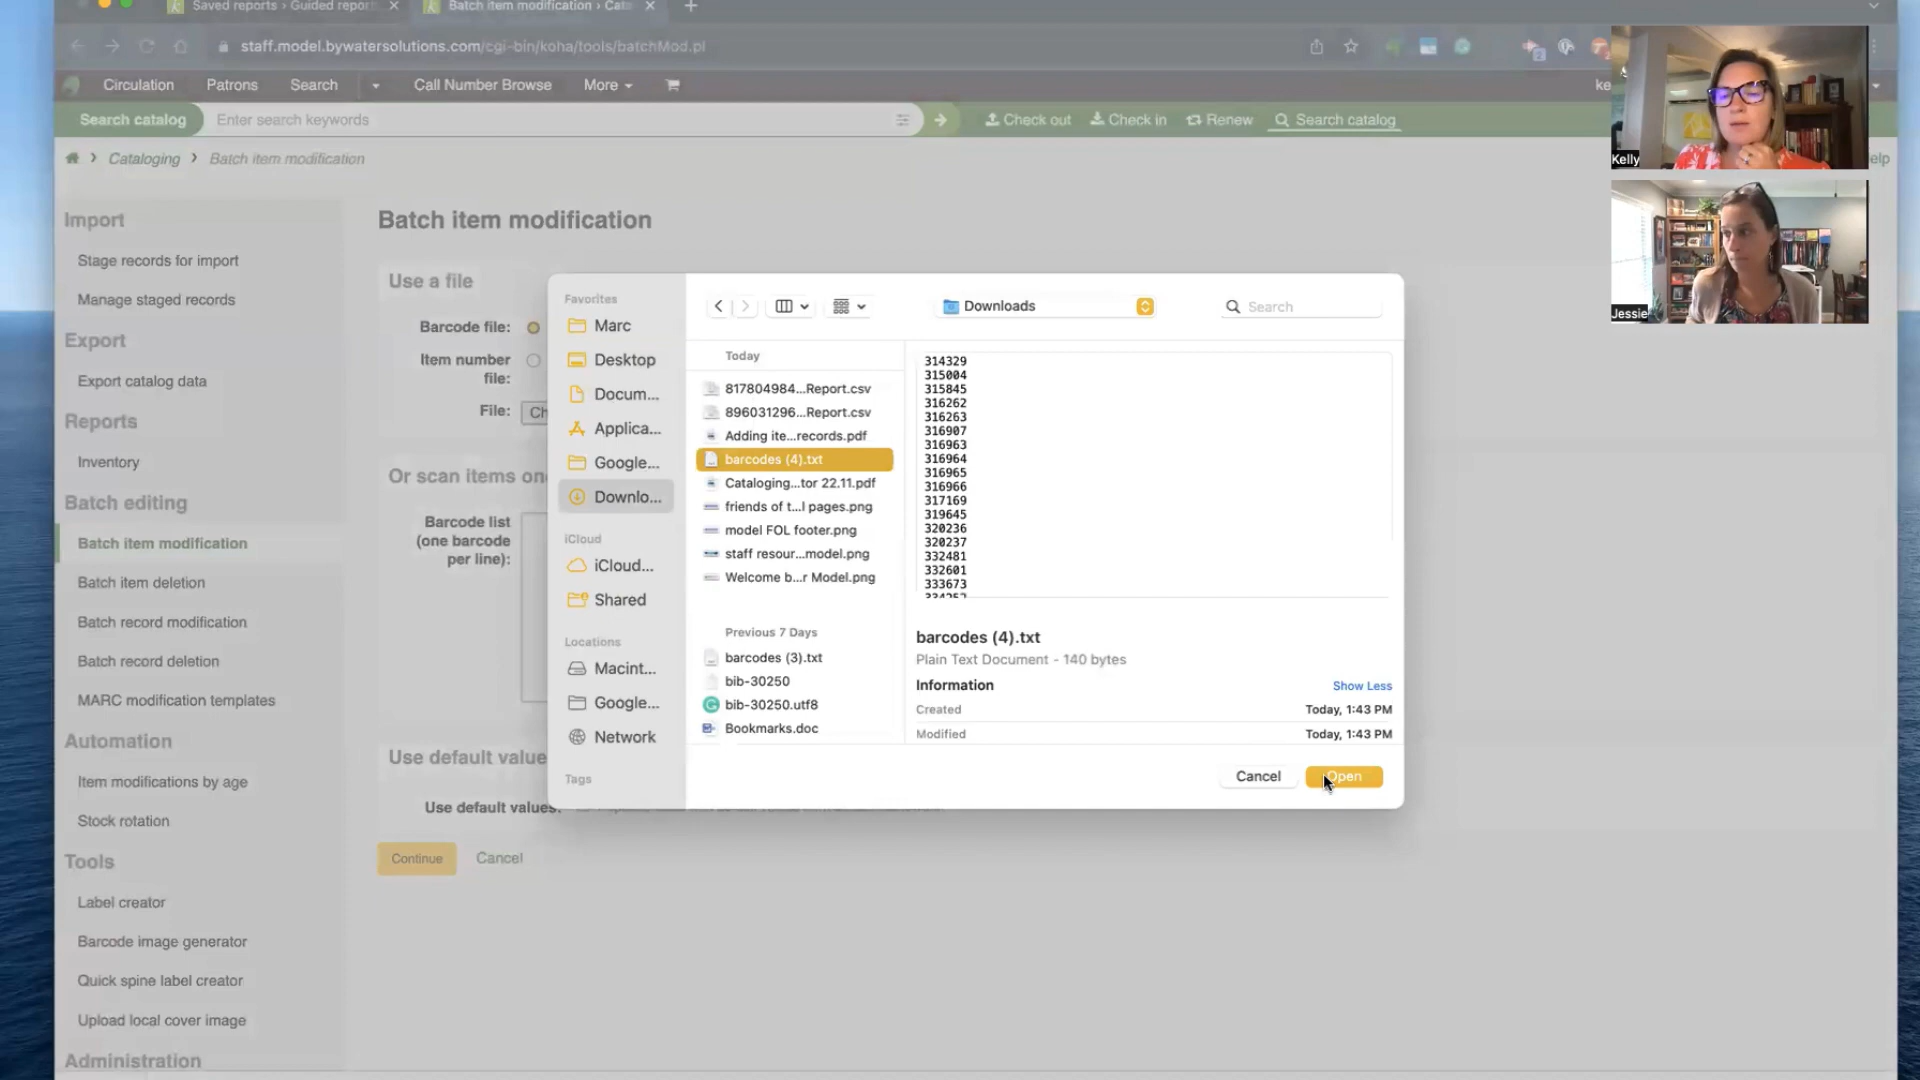 Saved reports › Guided report
Batch item modification › Cata
staff.model.bywatersolutions.com/cgi-bin/koha/tools/batchMod.pl
Circulation
Patrons
Search
Call Number Browse
More
ke
Search catalog
Enter search keywords
Check out
Check in
Renew
Search catalog
elp
Kelly
Jessie
Cataloging
Batch item modification
Import
Stage records for import
Manage staged records
Export
Export catalog data
Reports
Inventory
Batch editing
Batch item modification
Batch item deletion
Batch record modification
Batch record deletion
MARC modification templates
Automation
Item modifications by age
Stock rotation
Tools
Label creator
Barcode image generator
Quick spine label creator
Upload local cover image
Administration
Batch item modification
Use a file
Barcode file:
Item number
file:
File:
Ch
Or scan items on
Barcode list
(one barcode
per line):
Use default value
Use default values:
Continue
Cancel
Favorites
Marc
Desktop
Docum...
Applica...
Google...
Downlo...
iCloud
iCloud...
Shared
Locations
Macint...
Google...
Network
Tags
Downloads
Search
Today
817804984...Report.csv
896031296...Report.csv
Adding ite...records.pdf
barcodes (4).txt
Cataloging...tor 22.11.pdf
friends of t...l pages.png
model FOL footer.png
staff resour...model.png
Welcome b...r Model.png
Previous 7 Days
barcodes (3).txt
bib-30250
bib-30250.utf8
Bookmarks.doc
314329
315004
315845
316262
316263
316907
316963
316964
316965
316966
317169
319645
320236
320237
332481
332601
333673
334257
barcodes (4).txt
Plain Text Document - 140 bytes
Information
Show Less
Created
Today, 1:43 PM
Modified
Today, 1:43 PM
Cancel
Open